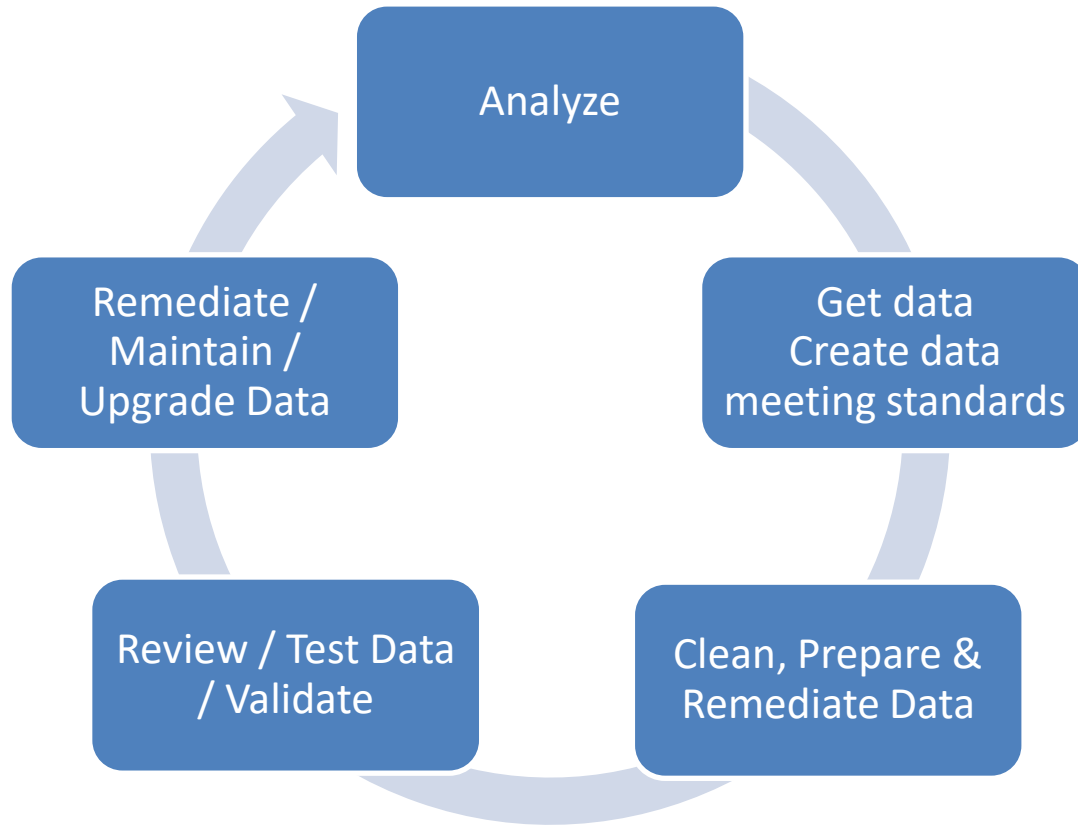 Analyze
Get data
Create data
meeting standards
Clean, Prepare &
Remediate Data
Review / Test Data
/ Validate
Remediate /
Maintain /
Upgrade Data